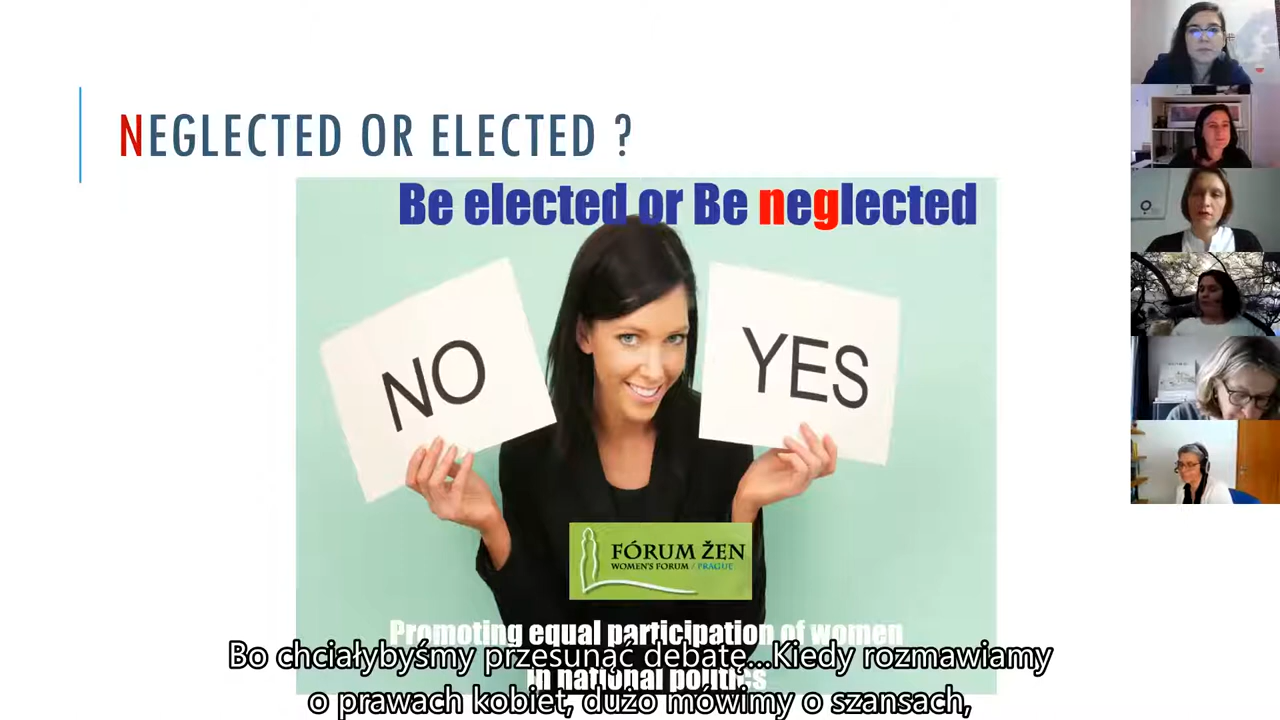 NEGLECTED OR ELECTED ?
Be elected or Be neglected
NO
YES
FÓRUM ŽEN
WOMEN'S FORUM / PRAGUE
Promoting equal participation of women
in national politics
Bo chciałybyśmy przesunąć debatę...Kiedy rozmawiamy
o prawach kobiet, dużo mówimy o szansach,